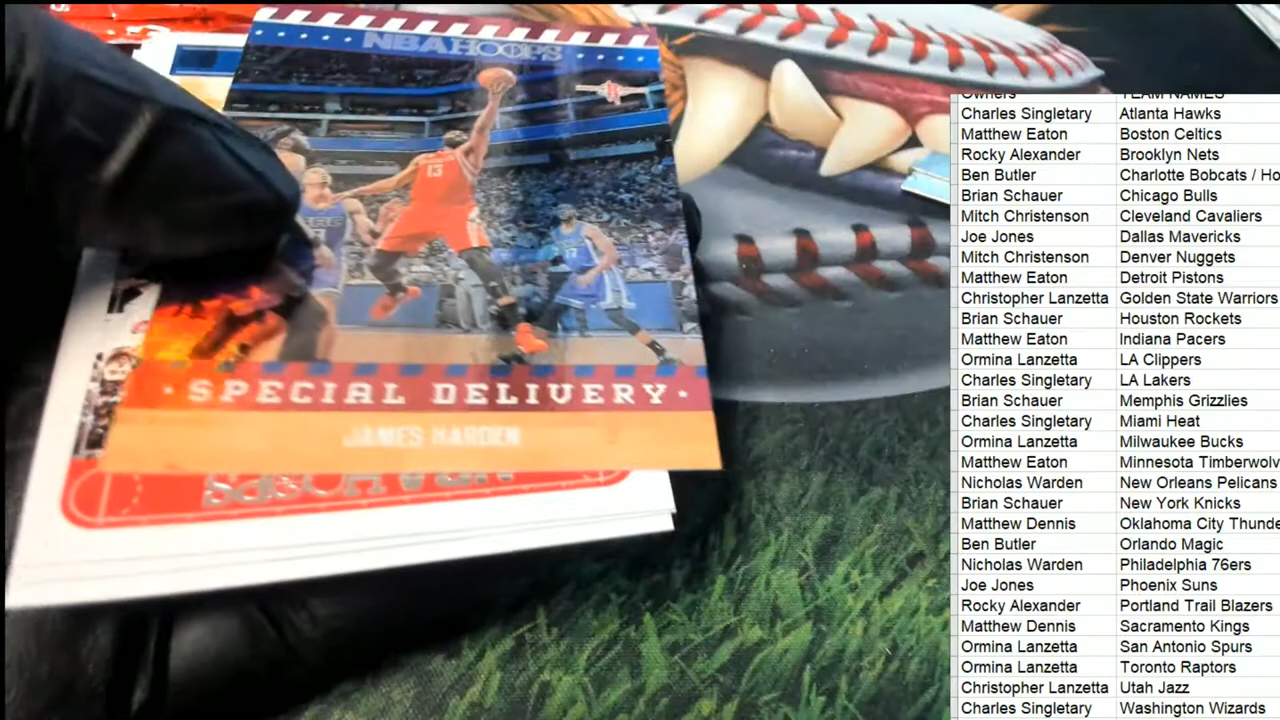 NBA HOOPS
13
SPECIAL DELIVERY
JAMES HARDEN
Owners TEAM NAMES
Charles Singletary Atlanta Hawks
Matthew Eaton Boston Celtics
Rocky Alexander Brooklyn Nets
Ben Butler Charlotte Bobcats / Ho
Brian Schauer Chicago Bulls
Mitch Christenson Cleveland Cavaliers
Joe Jones Dallas Mavericks
Mitch Christenson Denver Nuggets
Matthew Eaton Detroit Pistons
Christopher Lanzetta Golden State Warriors
Brian Schauer Houston Rockets
Matthew Eaton Indiana Pacers
Ormina Lanzetta LA Clippers
Charles Singletary LA Lakers
Brian Schauer Memphis Grizzlies
Charles Singletary Miami Heat
Ormina Lanzetta Milwaukee Bucks
Matthew Eaton Minnesota Timberwolv
Nicholas Warden New Orleans Pelicans
Brian Schauer New York Knicks
Matthew Dennis Oklahoma City Thunde
Ben Butler Orlando Magic
Nicholas Warden Philadelphia 76ers
Joe Jones Phoenix Suns
Rocky Alexander Portland Trail Blazers
Matthew Dennis Sacramento Kings
Ormina Lanzetta San Antonio Spurs
Ormina Lanzetta Toronto Raptors
Christopher Lanzetta Utah Jazz
Charles Singletary Washington Wizards